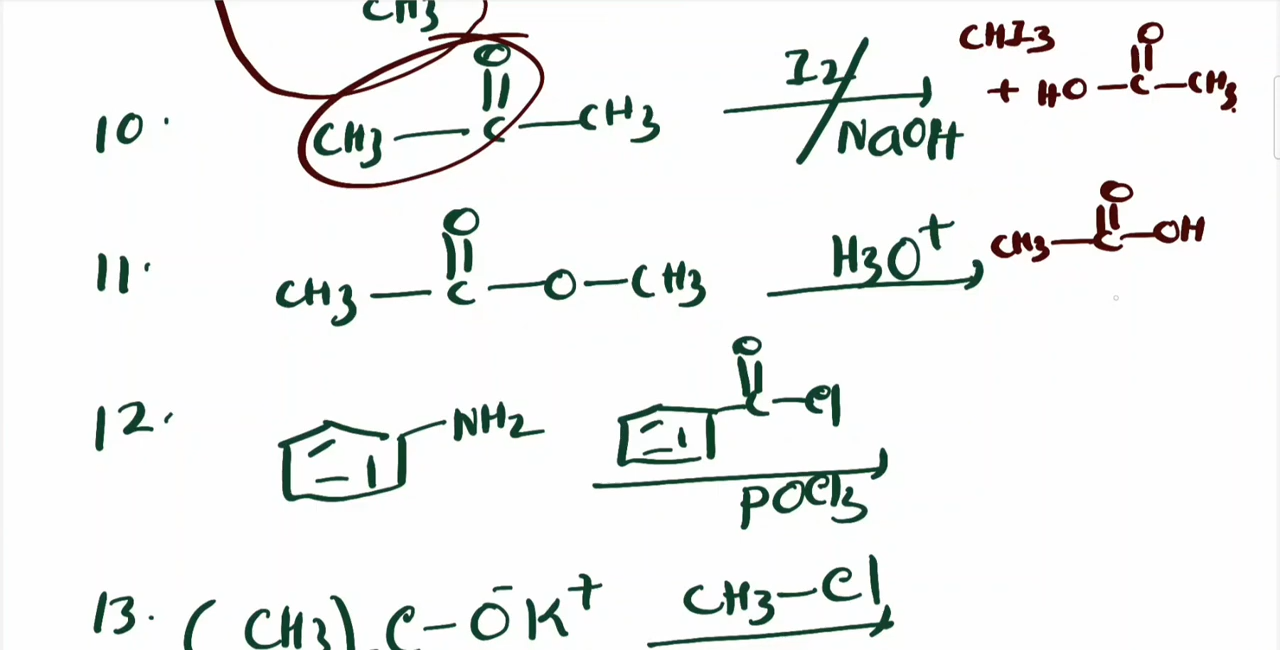 CH3
10. CH3—C(=O)—CH3 I2/NaOH CHI3 + HO—C(=O)—CH3
11. CH3—C(=O)—O—CH3 H3O+ CH3—C(=O)—OH
12. NH2 C(=O)—Cl POCl3
13. (CH3) C—O⁻K+ CH3—Cl